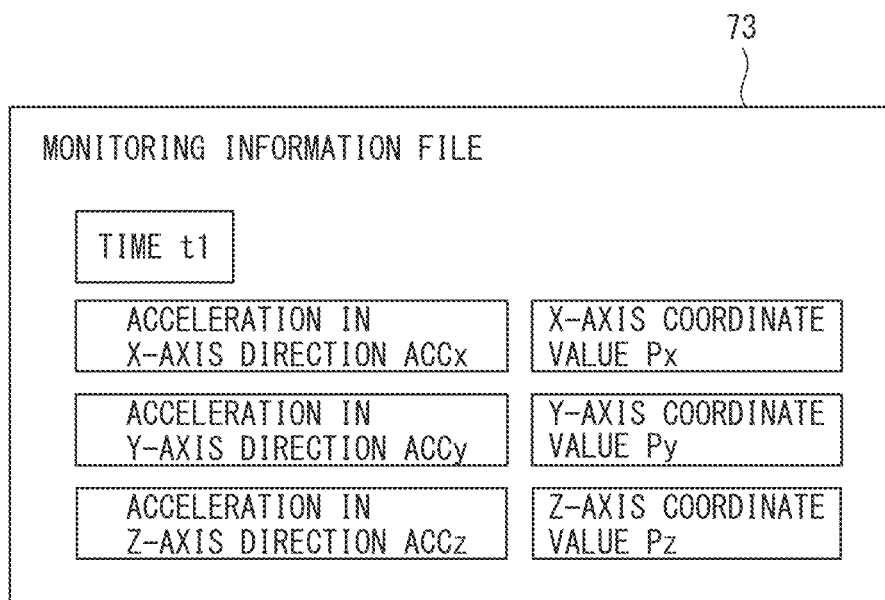 73
MONITORING INFORMATION FILE
TIME t1
ACCELERATION IN
X-AXIS DIRECTION ACCx
X-AXIS COORDINATE
VALUE Px
ACCELERATION IN
Y-AXIS DIRECTION ACCy
Y-AXIS COORDINATE
VALUE Py
ACCELERATION IN
Z-AXIS DIRECTION ACCz
Z-AXIS COORDINATE
VALUE Pz